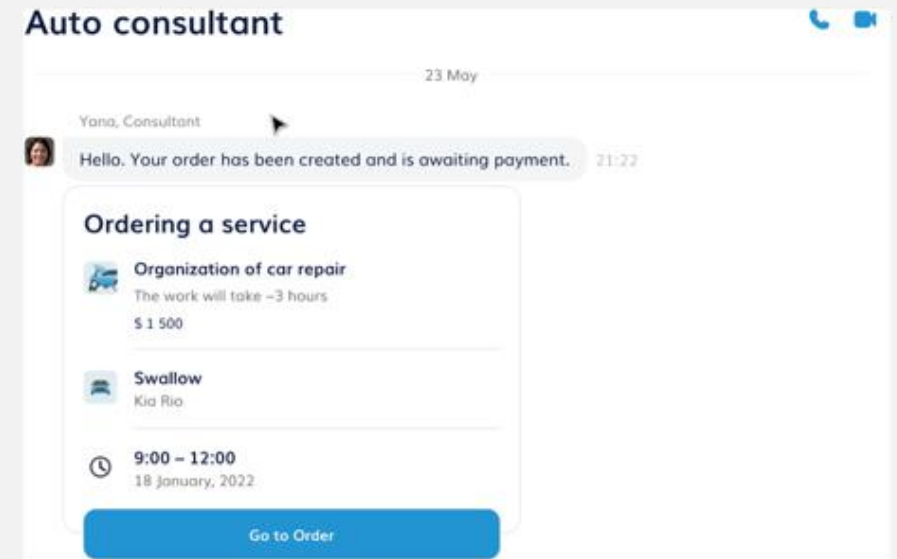 Auto consultant
23 May
Yana, Consultant
Hello. Your order has been created and is awaiting payment. 21:22
Ordering a service
Organization of car repair
The work will take ~3 hours
$ 1 500
Swallow
Kia Rio
9:00 – 12:00
18 January, 2022
Go to Order